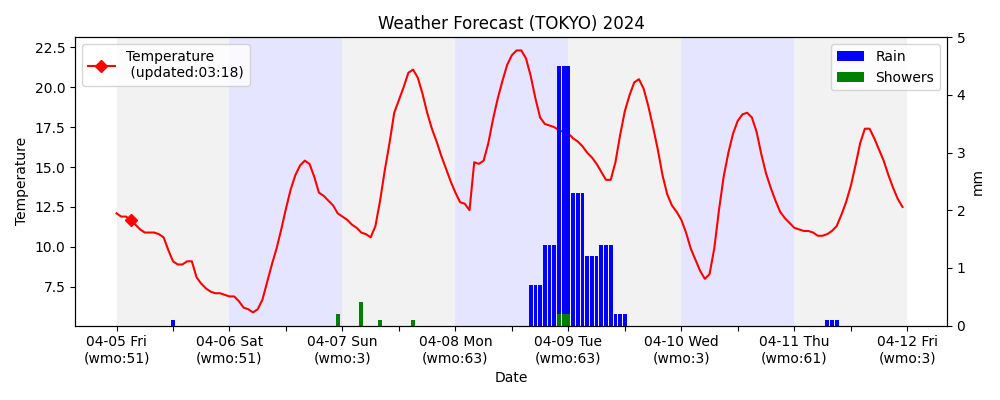 Weather Forecast (TOKYO) 2024
Temperature
(updated:03:18)
Rain
Showers
Temperature
22.5
20.0
17.5
15.0
12.5
10.0
7.5
5
4
3
2
1
0
mm
04-05 Fri
(wmo:51)
04-06 Sat
(wmo:51)
04-07 Sun
(wmo:3)
04-08 Mon
(wmo:63)
04-09 Tue
(wmo:63)
04-10 Wed
(wmo:3)
04-11 Thu
(wmo:61)
04-12 Fri
(wmo:3)
Date